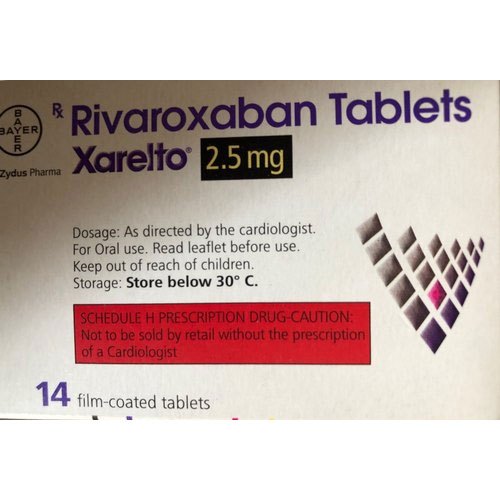 BAYER
BAYER
Zydus Pharma
Rx Rivaroxaban Tablets
Xarelto® 2.5 mg
Dosage: As directed by the cardiologist.
For Oral use. Read leaflet before use.
Keep out of reach of children.
Storage: Store below 30° C.
SCHEDULE H PRESCRIPTION DRUG-CAUTION:
Not to be sold by retail without the prescription
of a Cardiologist
14 film-coated tablets